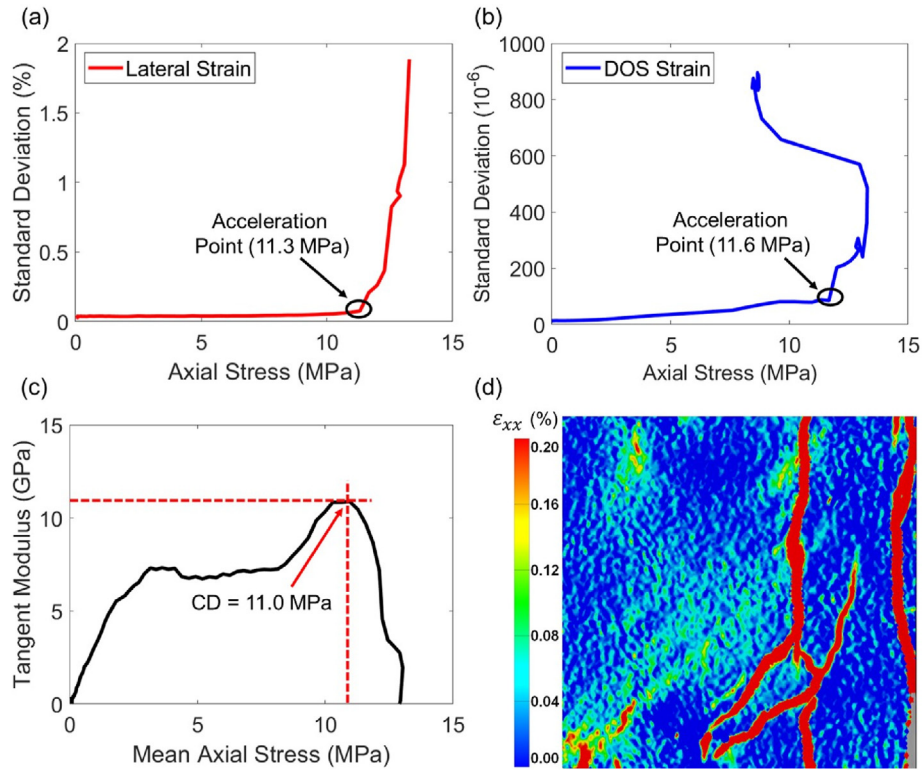 (a)
Lateral Strain
Standard Deviation (%)
2
1.5
1
0.5
0
Acceleration
Point (11.3 MPa)
0
5
10
15
Axial Stress (MPa)
(b)
DOS Strain
Standard Deviation (10⁻⁶)
1000
800
600
400
200
0
Acceleration
Point (11.6 MPa)
0
5
10
15
Axial Stress (MPa)
(c)
Tangent Modulus (GPa)
15
10
5
0
CD = 11.0 MPa
0
5
10
15
Mean Axial Stress (MPa)
(d)
εxx (%)
0.20
0.16
0.12
0.08
0.04
0.00